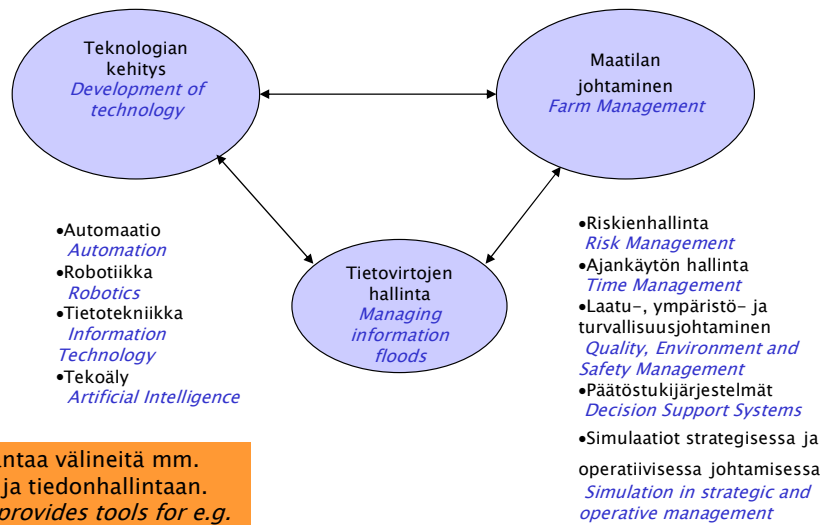 Teknologian
kehitys
Development of
technology
Maatilan
johtaminen
Farm Management
Tietovirtojen
hallinta
Managing
information
floods
•Automaatio
Automation
•Robotiikka
Robotics
•Tietotekniikka
Information
Technology
•Tekoäly
Artificial Intelligence
•Riskienhallinta
Risk Management
•Ajankäytön hallinta
Time Management
•Laatu-, ympäristö- ja
turvallisuusjohtaminen
Quality, Environment and
Safety Management
•Päätöstukijärjestelmät
Decision Support Systems
•Simulaatiot strategisessa ja
operatiivisessa johtamisessa
Simulation in strategic and
operative management
välineitä mm.
ja tiedonhallintaan.
provides tools for e.g.